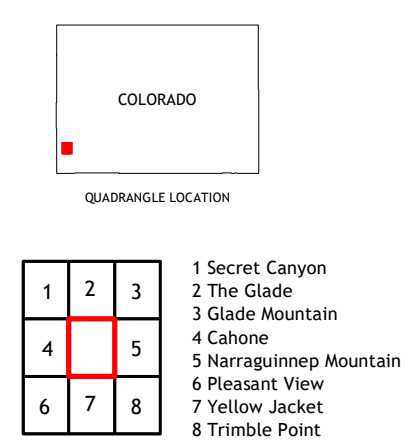 COLORADO
QUADRANGLE LOCATION
1 2 3
4 5
6 7 8
1 Secret Canyon
2 The Glade
3 Glade Mountain
4 Cahone
5 Narraguinnep Mountain
6 Pleasant View
7 Yellow Jacket
8 Trimble Point